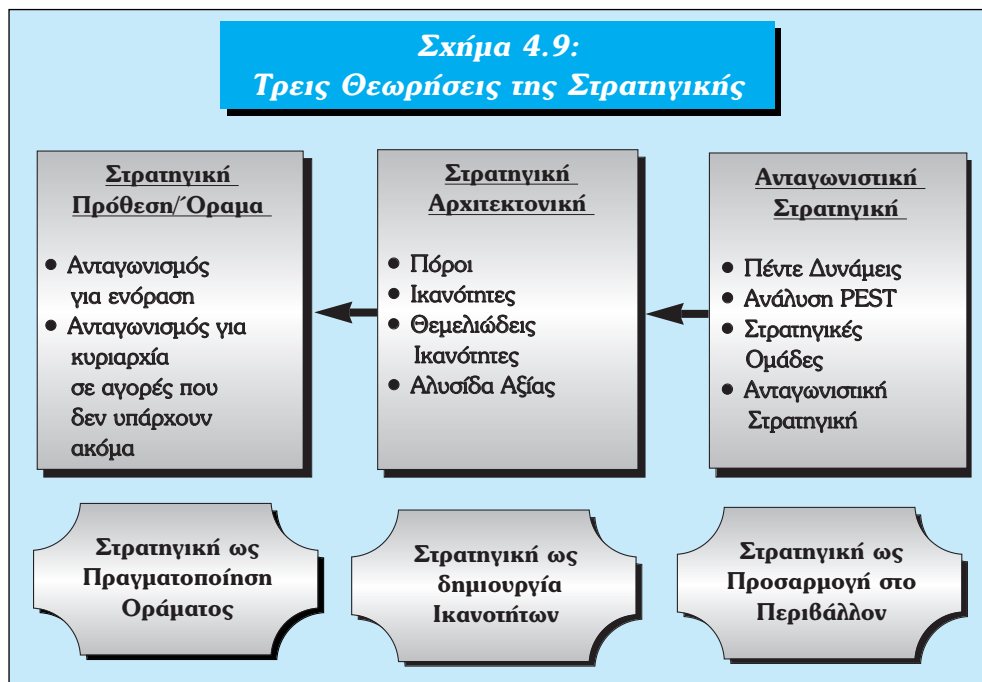 Σχήμα 4.9:
Τρεις Θεωρήσεις της Στρατηγικής
Στρατηγική
Πρόθεση/Όραμα
● Ανταγωνισμός
για ενόραση
● Ανταγωνισμός για
κυριαρχία
σε αγορές που
δεν υπάρχουν
ακόμα
Στρατηγική
Αρχιτεκτονική
● Πόροι
● Ικανότητες
● Θεμελιώδεις
Ικανότητες
● Αλυσίδα Αξίας
Ανταγωνιστική
Στρατηγική
● Πέντε Δυνάμεις
● Ανάλυση PEST
● Στρατηγικές
Ομάδες
● Ανταγωνιστική
Στρατηγική
Στρατηγική ως
Πραγματοποίηση
Οράματος
Στρατηγική ως
δημιουργία
Ικανοτήτων
Στρατηγική ως
Προσαρμογή στο
Περιβάλλον